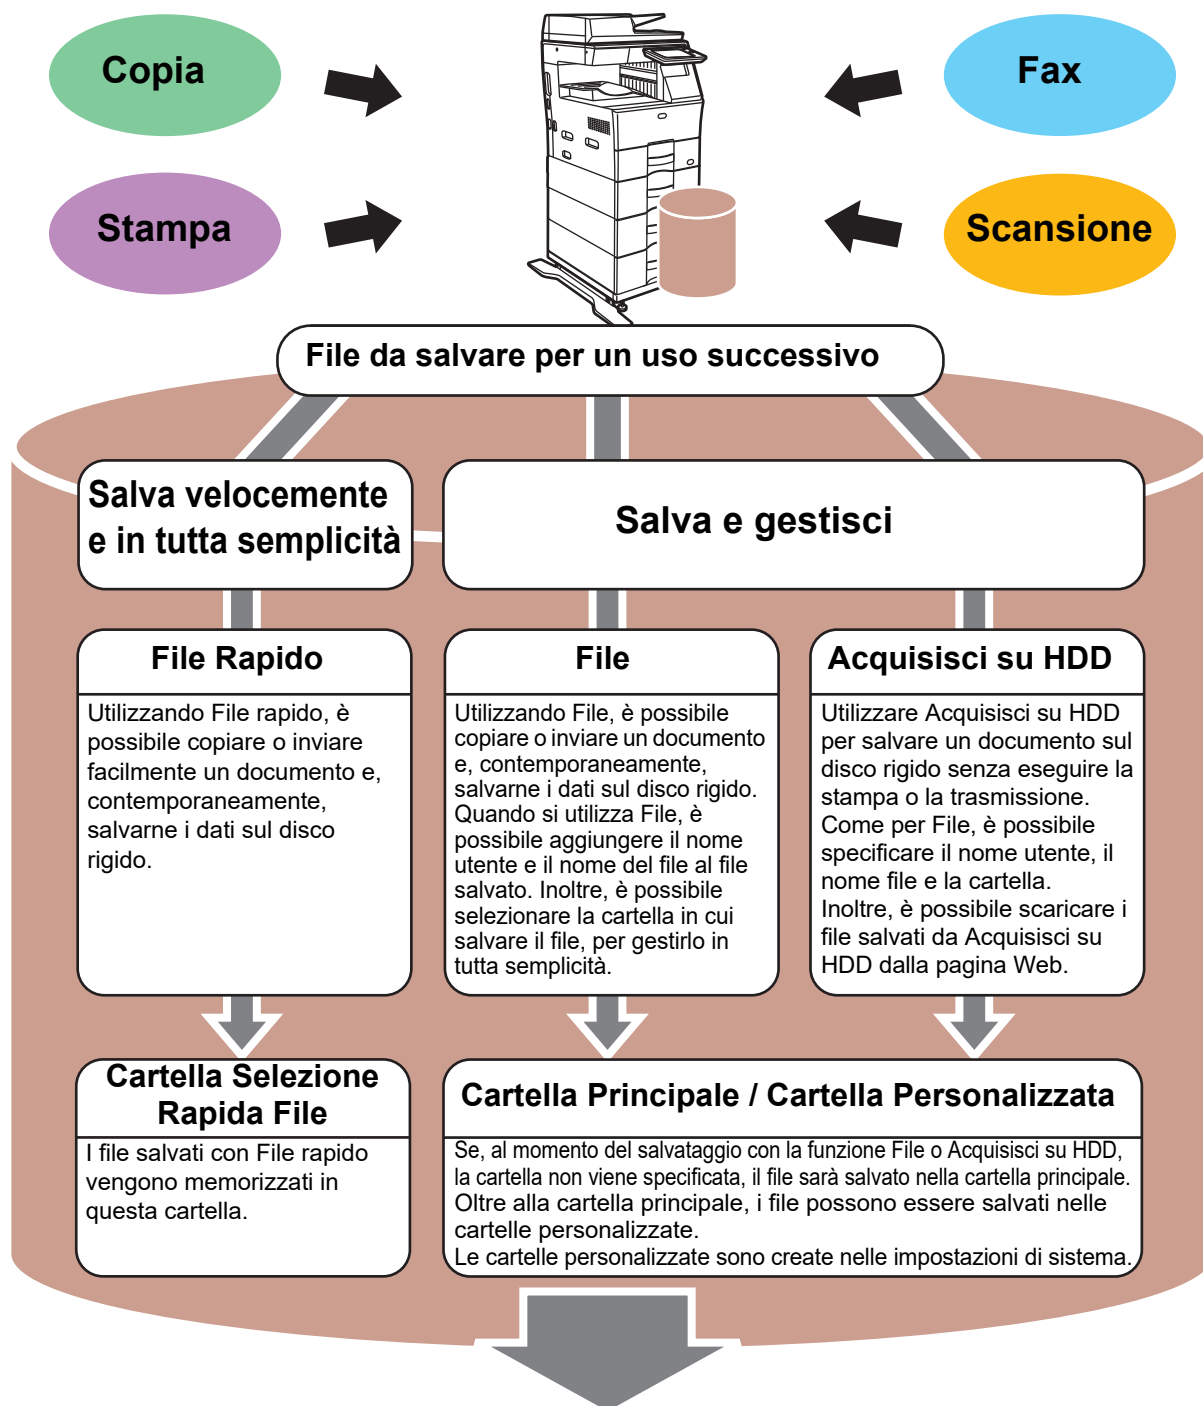 Copia
Fax
Stampa
Scansione
File da salvare per un uso successivo
Salva velocemente
e in tutta semplicità
Salva e gestisci
File Rapido
Utilizzando File rapido, è
possibile copiare o inviare
facilmente un documento e,
contemporaneamente,
salvarne i dati sul disco
rigido.
File
Utilizzando File, è possibile
copiare o inviare un documento
e, contemporaneamente,
salvarne i dati sul disco rigido.
Quando si utilizza File, è
possibile aggiungere il nome
utente e il nome del file al file
salvato. Inoltre, è possibile
selezionare la cartella in cui
salvare il file, per gestirlo in
tutta semplicità.
Acquisisci su HDD
Utilizzare Acquisisci su HDD
per salvare un documento sul
disco rigido senza eseguire la
stampa o la trasmissione.
Come per File, è possibile
specificare il nome utente, il
nome file e la cartella.
Inoltre, è possibile scaricare i
file salvati da Acquisisci su
HDD dalla pagina Web.
Cartella Selezione
Rapida File
I file salvati con File rapido
vengono memorizzati in
questa cartella.
Cartella Principale / Cartella Personalizzata
Se, al momento del salvataggio con la funzione File o Acquisisci su HDD,
la cartella non viene specificata, il file sarà salvato nella cartella principale.
Oltre alla cartella principale, i file possono essere salvati nelle
cartelle personalizzate.
Le cartelle personalizzate sono create nelle impostazioni di sistema.